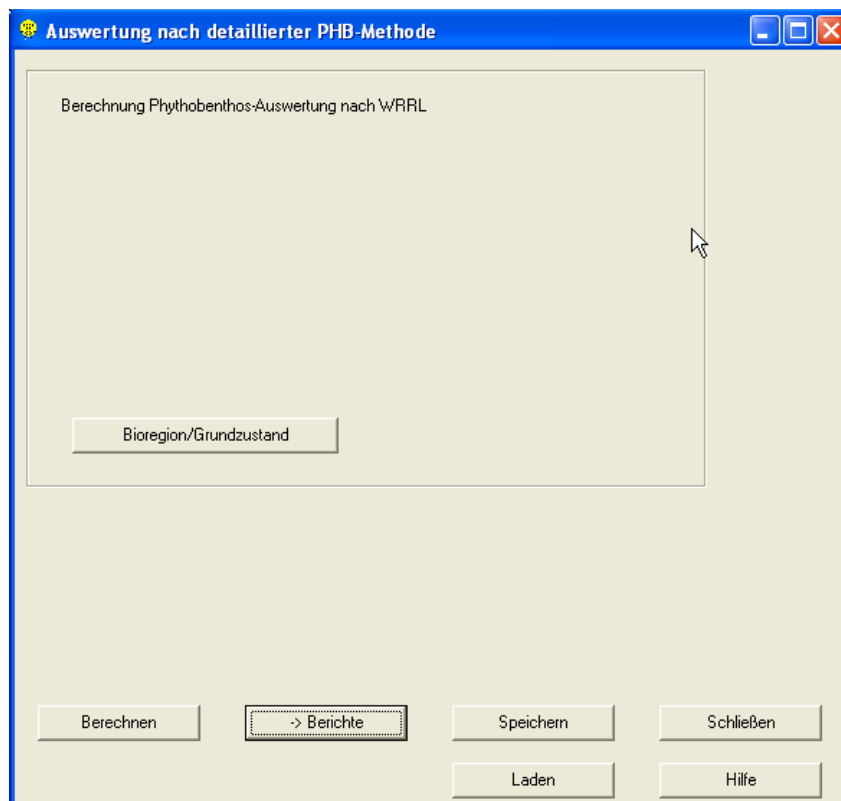 Auswertung nach detaillierter PHB-Methode
Berechnung Phythobenthos-Auswertung nach WRRL
Bioregion/Grundzustand
Berechnen
-> Berichte
Speichern
Schließen
Laden
Hilfe